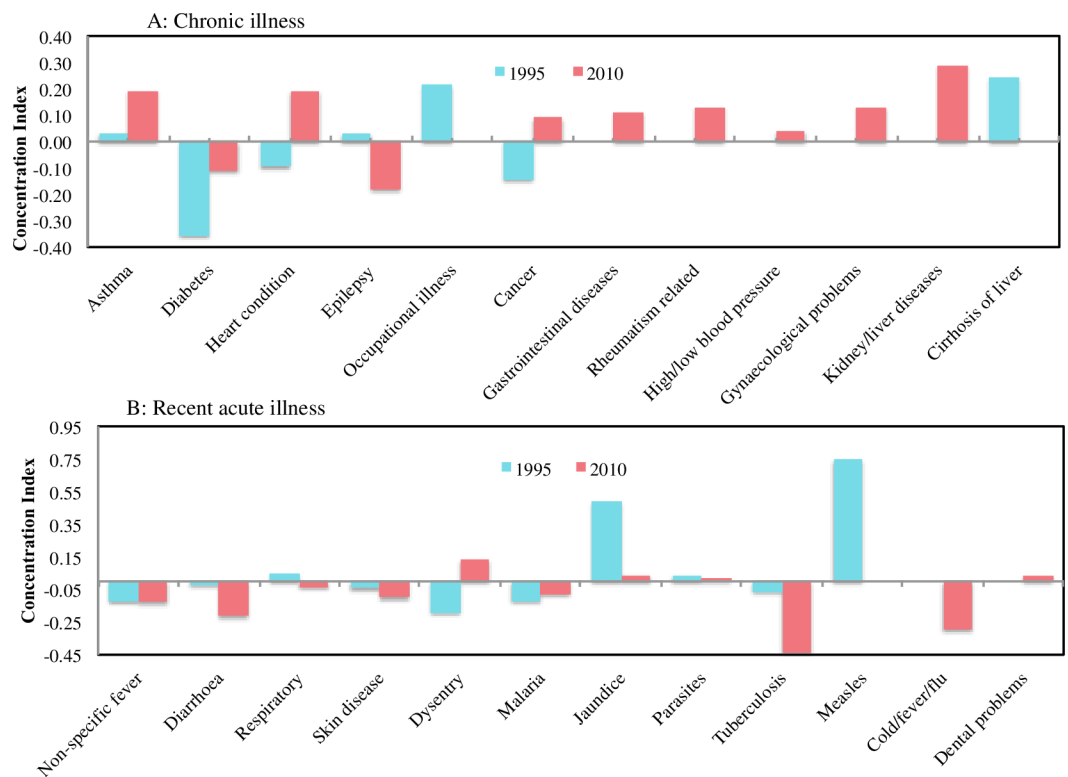 A: Chronic illness
0.40
0.30
0.20
0.10
0.00
-0.10
-0.20
-0.30
-0.40
Concentration Index
1995 2010
Asthma
Diabetes
Heart condition
Epilepsy
Occupational illness
Cancer
Gastrointestinal diseases
Rheumatism related
High/low blood pressure
Gynaecological problems
Kidney/liver diseases
Cirrhosis of liver
B: Recent acute illness
0.95
0.75
0.55
0.35
0.15
-0.05
-0.25
-0.45
Concentration Index
1995 2010
Non-specific fever
Diarrhoea
Respiratory
Skin disease
Dysentry
Malaria
Jaundice
Parasites
Tuberculosis
Measles
Cold/fever/flu
Dental problems